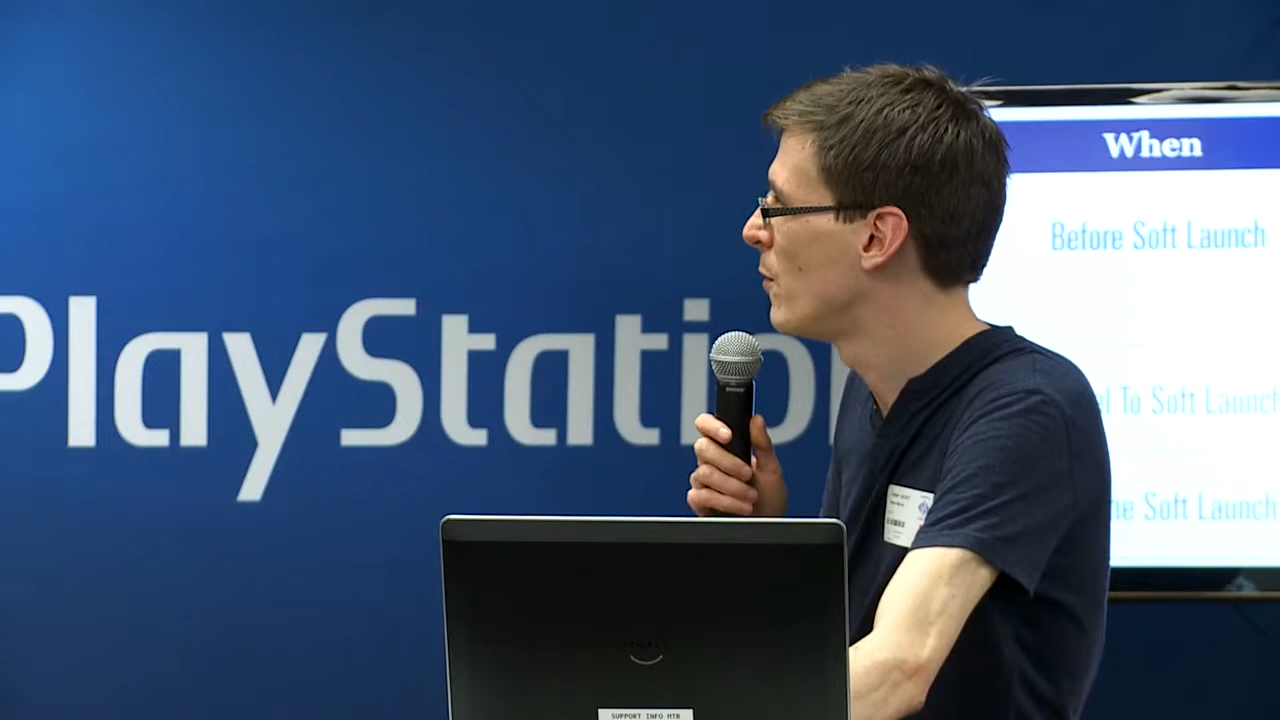 PlayStation
When
Before Soft Launch
el To Soft Launch
he Soft Launch
SUPPORT INFO MTR